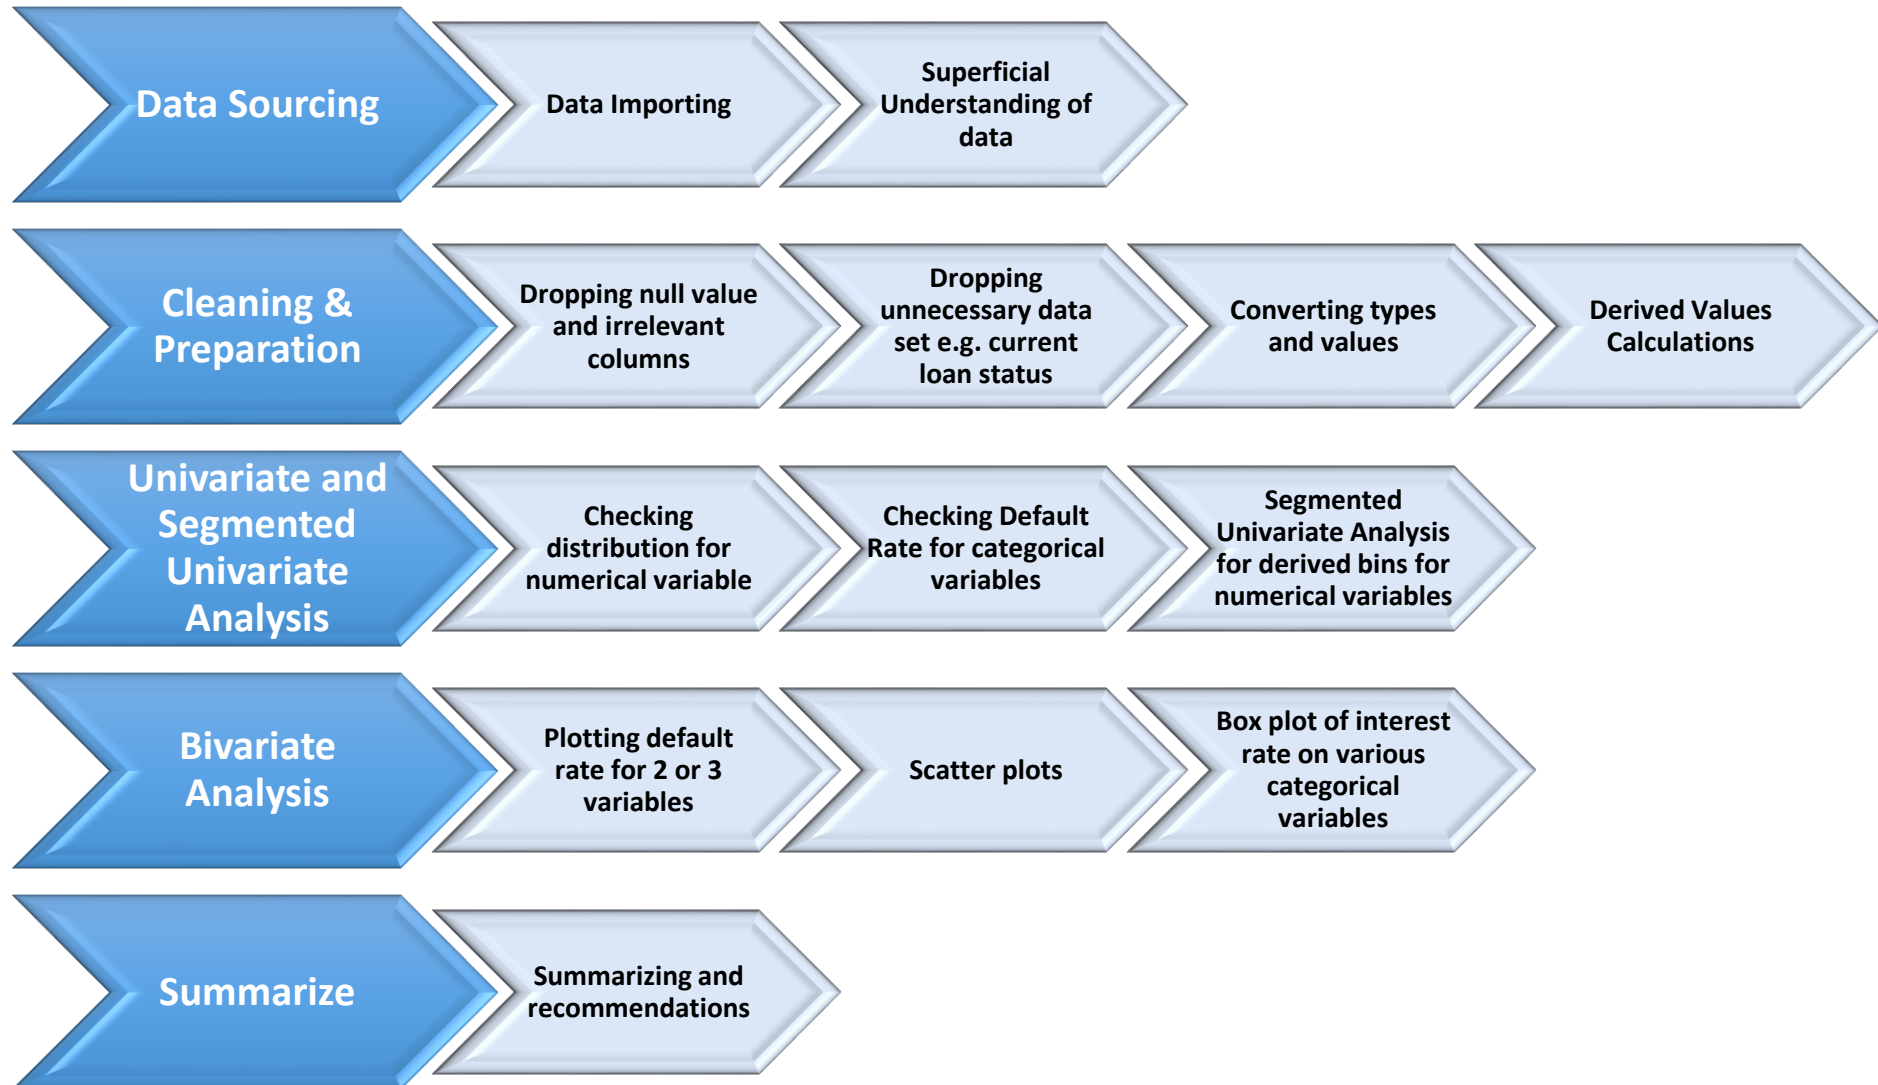 Data Sourcing
Data Importing
Superficial
Understanding of
data
Cleaning &
Preparation
Dropping null value
and irrelevant
columns
Dropping
unnecessary data
set e.g. current
loan status
Converting types
and values
Derived Values
Calculations
Univariate and
Segmented
Univariate
Analysis
Checking
distribution for
numerical variable
Checking Default
Rate for categorical
variables
Segmented
Univariate Analysis
for derived bins for
numerical variables
Bivariate
Analysis
Plotting default
rate for 2 or 3
variables
Scatter plots
Box plot of interest
rate on various
categorical
variables
Summarize
Summarizing and
recommendations